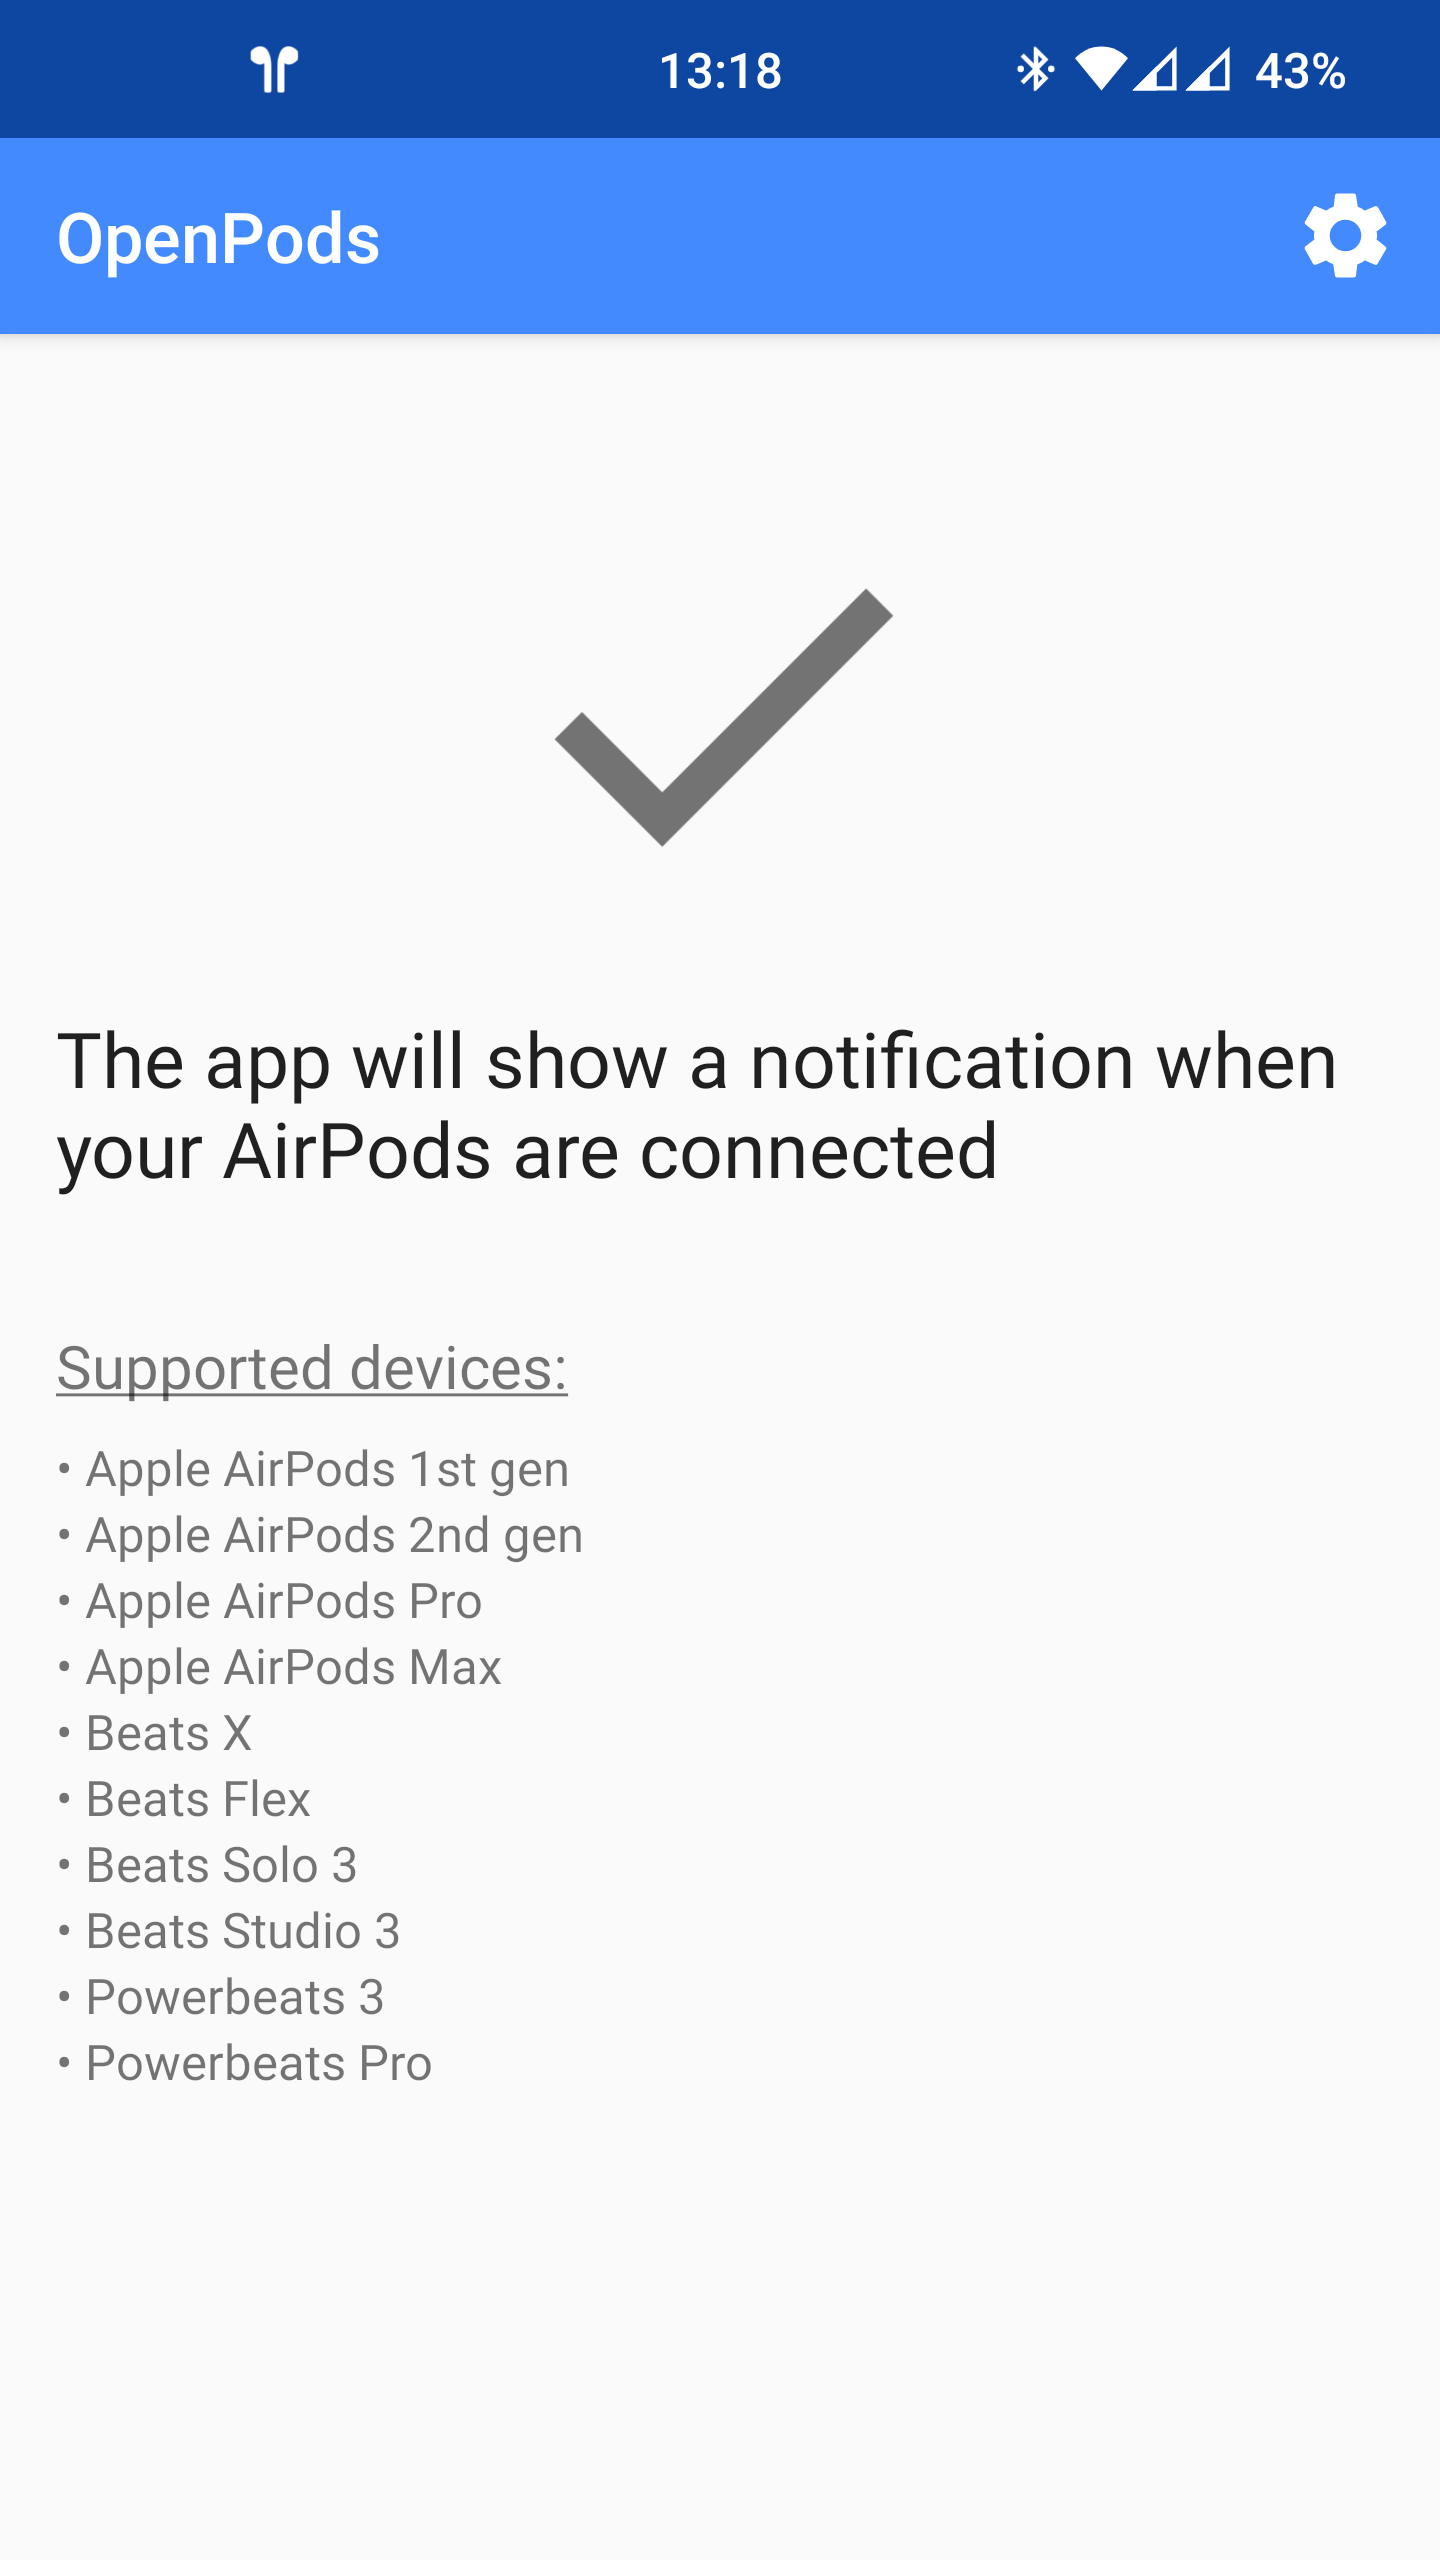 13:18
43%
OpenPods
The app will show a notification when
your AirPods are connected
Supported devices:
• Apple AirPods 1st gen
• Apple AirPods 2nd gen
• Apple AirPods Pro
• Apple AirPods Max
• Beats X
• Beats Flex
• Beats Solo 3
• Beats Studio 3
• Powerbeats 3
• Powerbeats Pro